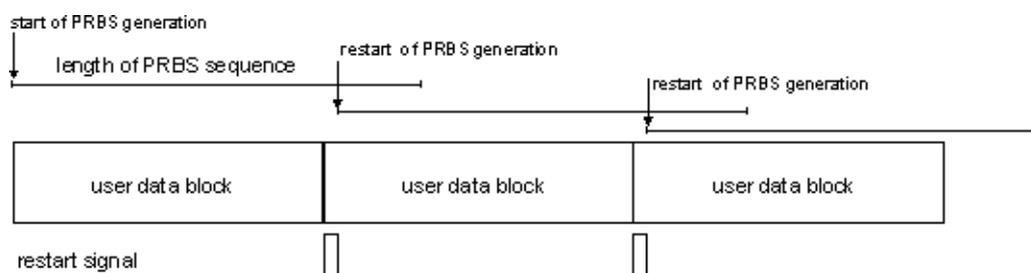 start of PRBS generation
restart of PRBS generation
length of PRBS sequence
restart of PRBS generation
user data block
user data block
user data block
restart signal